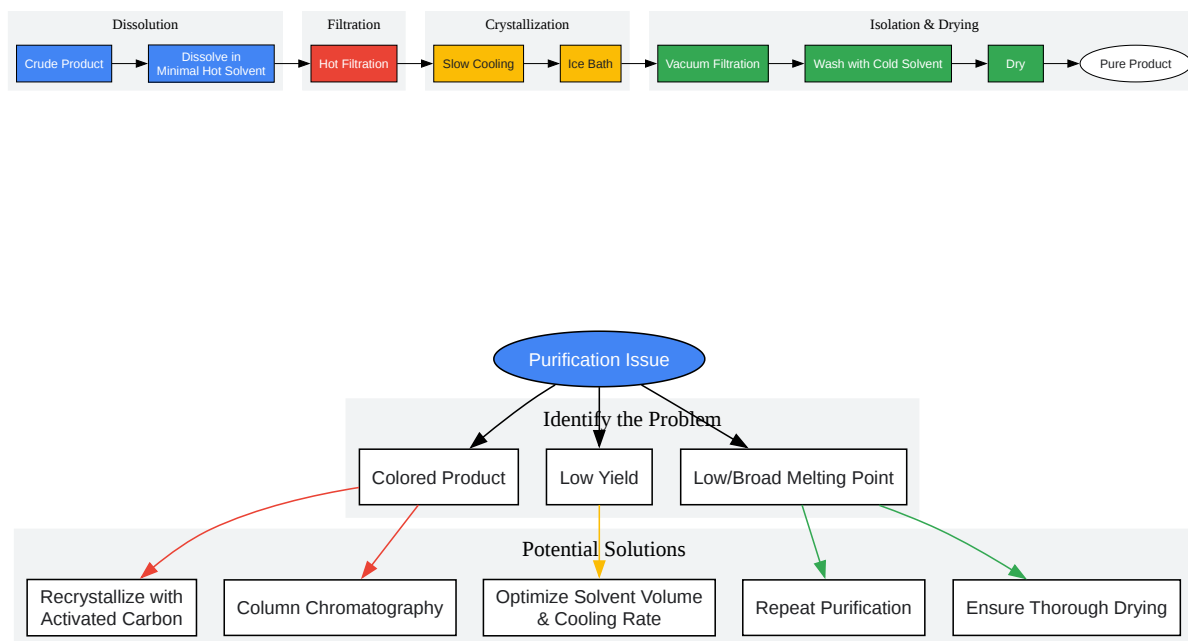 Dissolution
Filtration
Crystallization
Isolation & Drying
Crude Product
Dissolve in
Minimal Hot Solvent
Hot Filtration
Slow Cooling
Ice Bath
Vacuum Filtration
Wash with Cold Solvent
Dry
Pure Product
Purification Issue
Identify the Problem
Colored Product
Low Yield
Low/Broad Melting Point
Potential Solutions
Recrystallize with
Activated Carbon
Column Chromatography
Optimize Solvent Volume
& Cooling Rate
Repeat Purification
Ensure Thorough Drying